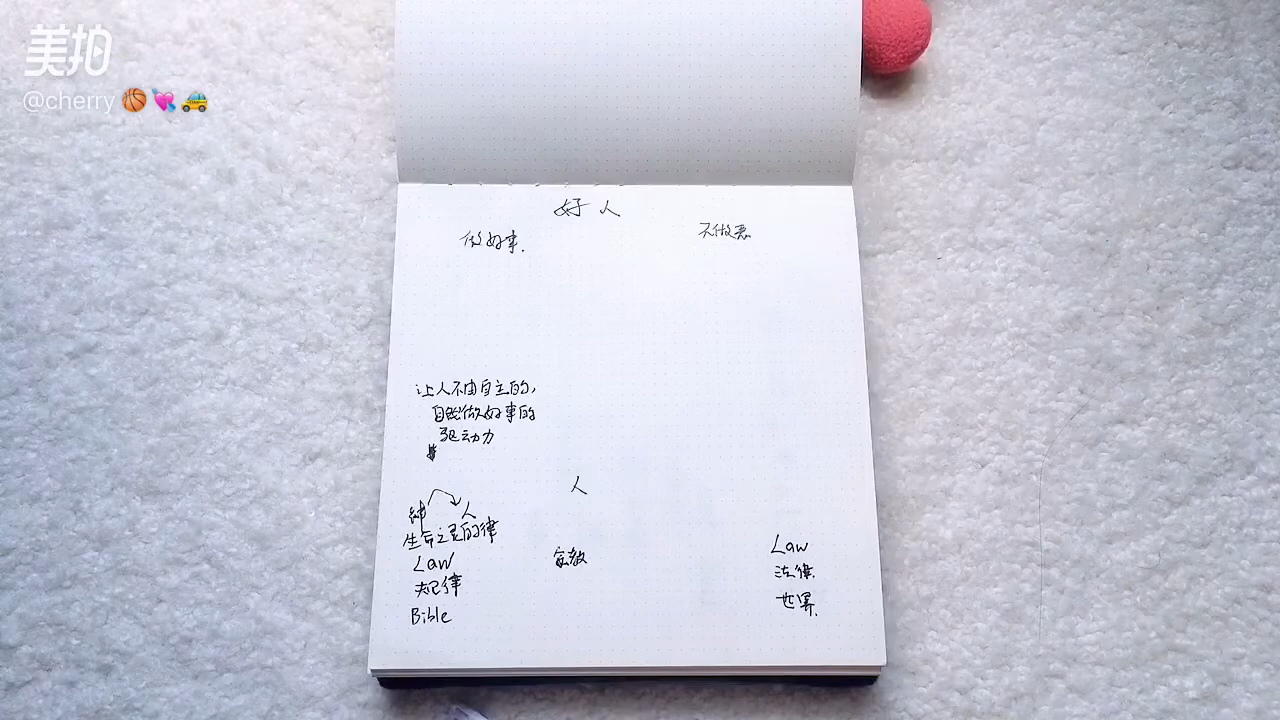 美拍
@cherry 🏀💘🚕
好人
做好事.
不做恶
让人不由自主的,
自然做好事的
驱动力
人
人
生命之灵的律
Law
规律
Bible
宗教
Law
法律.
世界.